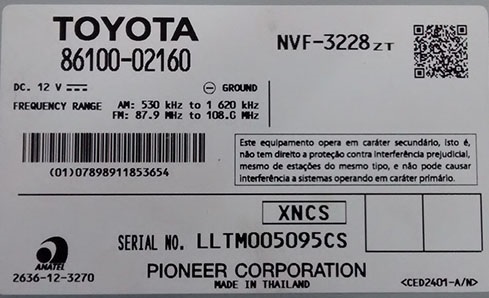 TOYOTA
86100-02160
NVF-3228ZT
DC. 12 V
GROUND
FREQUENCY RANGE AM: 530 kHz to 1 620 kHz
FM: 87.9 MHz to 108.0 MHz
(01)07898911853654
Este equipamento opera em caráter secundário, isto é,
não tem direito a proteção contra interferência prejudicial,
mesmo de estações do mesmo tipo, e não pode causar
interferência a sistemas operando em caráter primário.
XNCS
SERIAL NO. LLTM005095CS
ANATEL
2636-12-3270
PIONEER CORPORATION
MADE IN THAILAND
<CED2401-A/N>